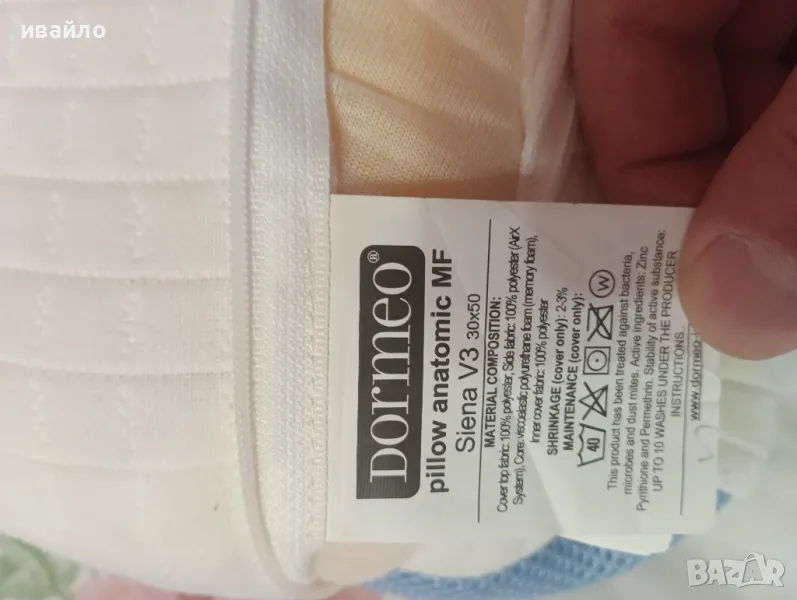 ивайло
DORMEO®
pillow anatomic MF
Siena V3 30x50
MATERIAL COMPOSITION:
Cover top fabric: 100% polyester, Side fabric: 100% polyester (AirX
System), Core: viscoelastic polyurethane foam (memory foam),
inner cover fabric: 100% polyester
SHRINKAGE (cover only): 2-3%
MAINTENANCE (cover only):
40 W
This product has been treated against bacteria,
microbes and dust mites. Active ingredients: Zinc
Pyrithione and Permethrin. Stability of active substance:
UP TO 10 WASHES UNDER THE PRODUCER
INSTRUCTIONS.
www.dormeo
BAZAR